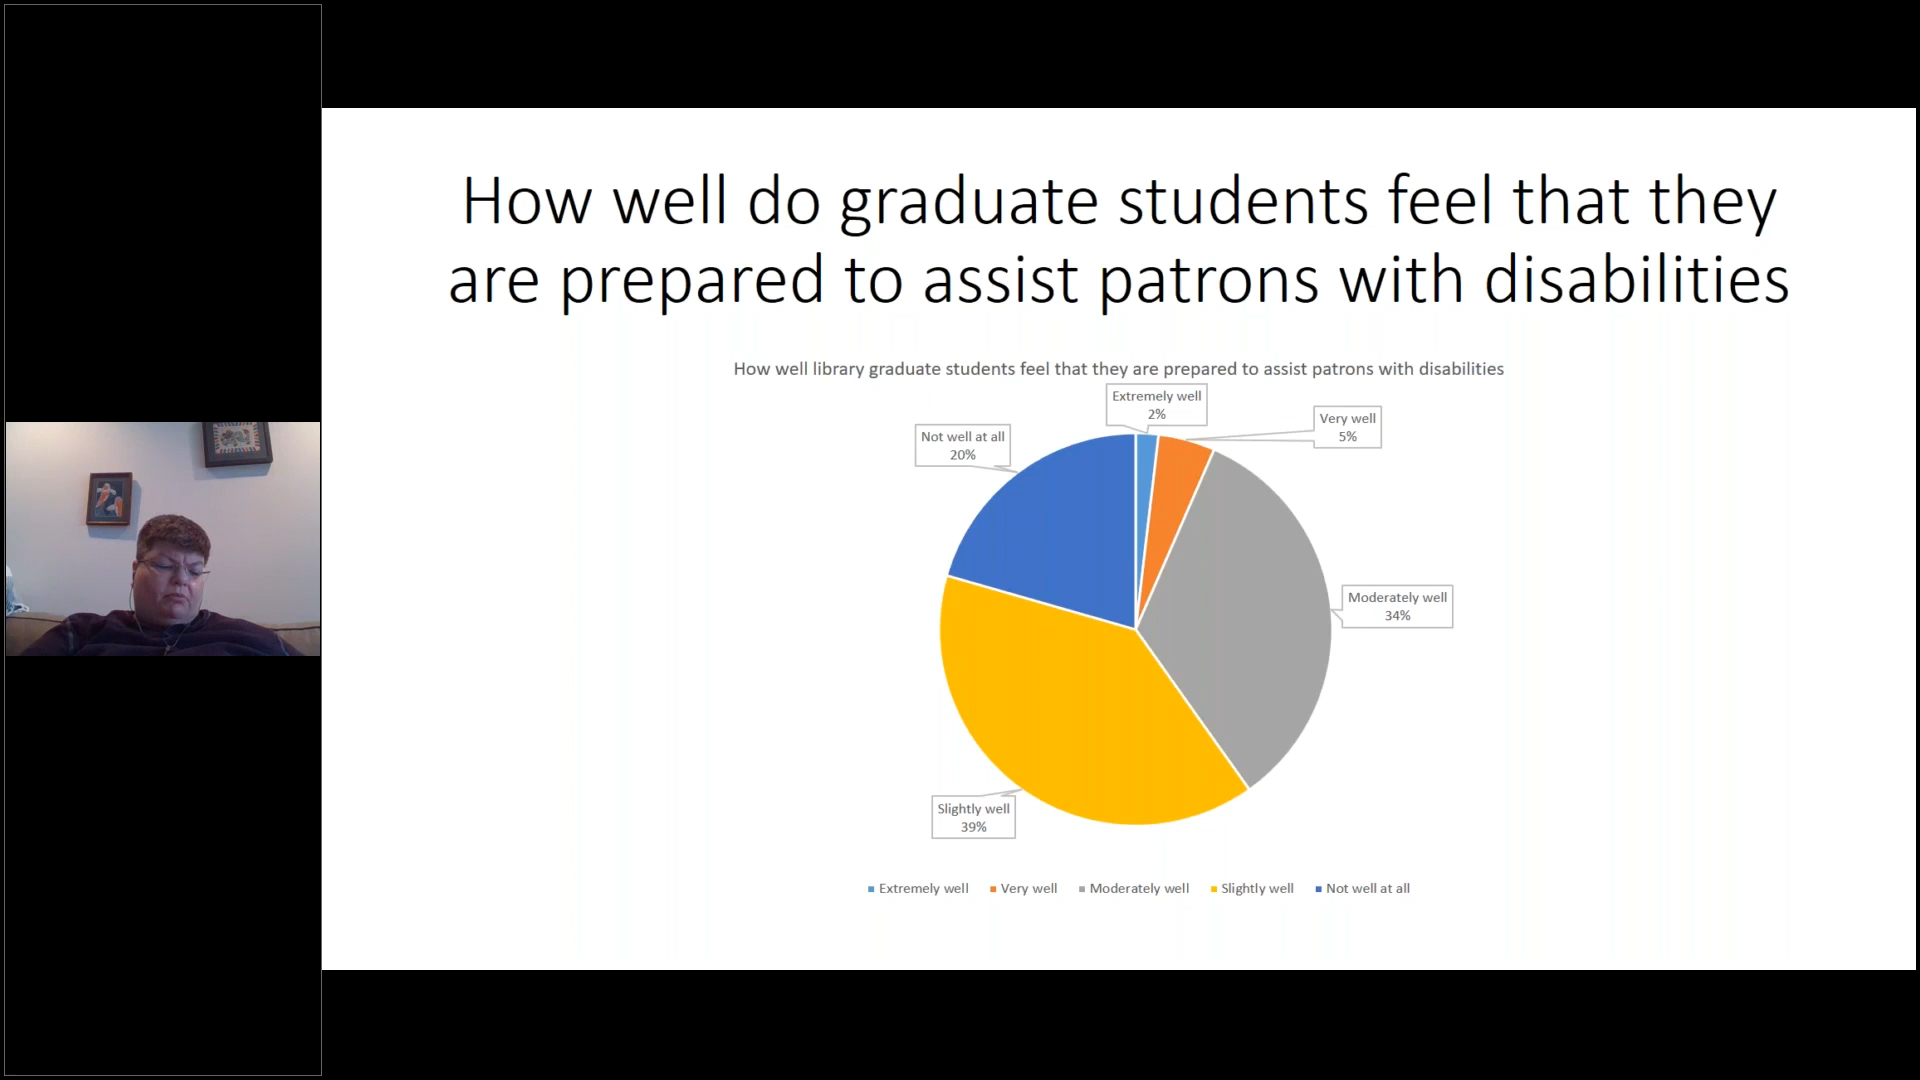 How well do graduate students feel that they
are prepared to assist patrons with disabilities
How well library graduate students feel that they are prepared to assist patrons with disabilities
Extremely well
2%
Very well
5%
Not well at all
20%
Moderately well
34%
Slightly well
39%
Extremely well Very well Moderately well Slightly well Not well at all